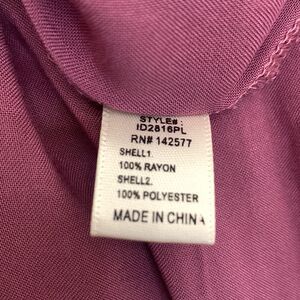 STYLE#:
ID2816PL
RN# 142577
SHELL1.
100% RAYON
SHELL2.
100% POLYESTER
MADE IN CHINA